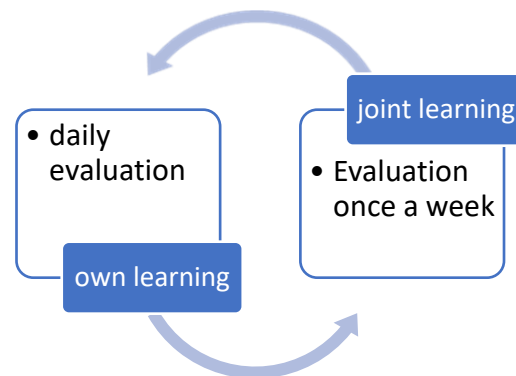 • daily
evaluation
own learning
joint learning
• Evaluation
once a week